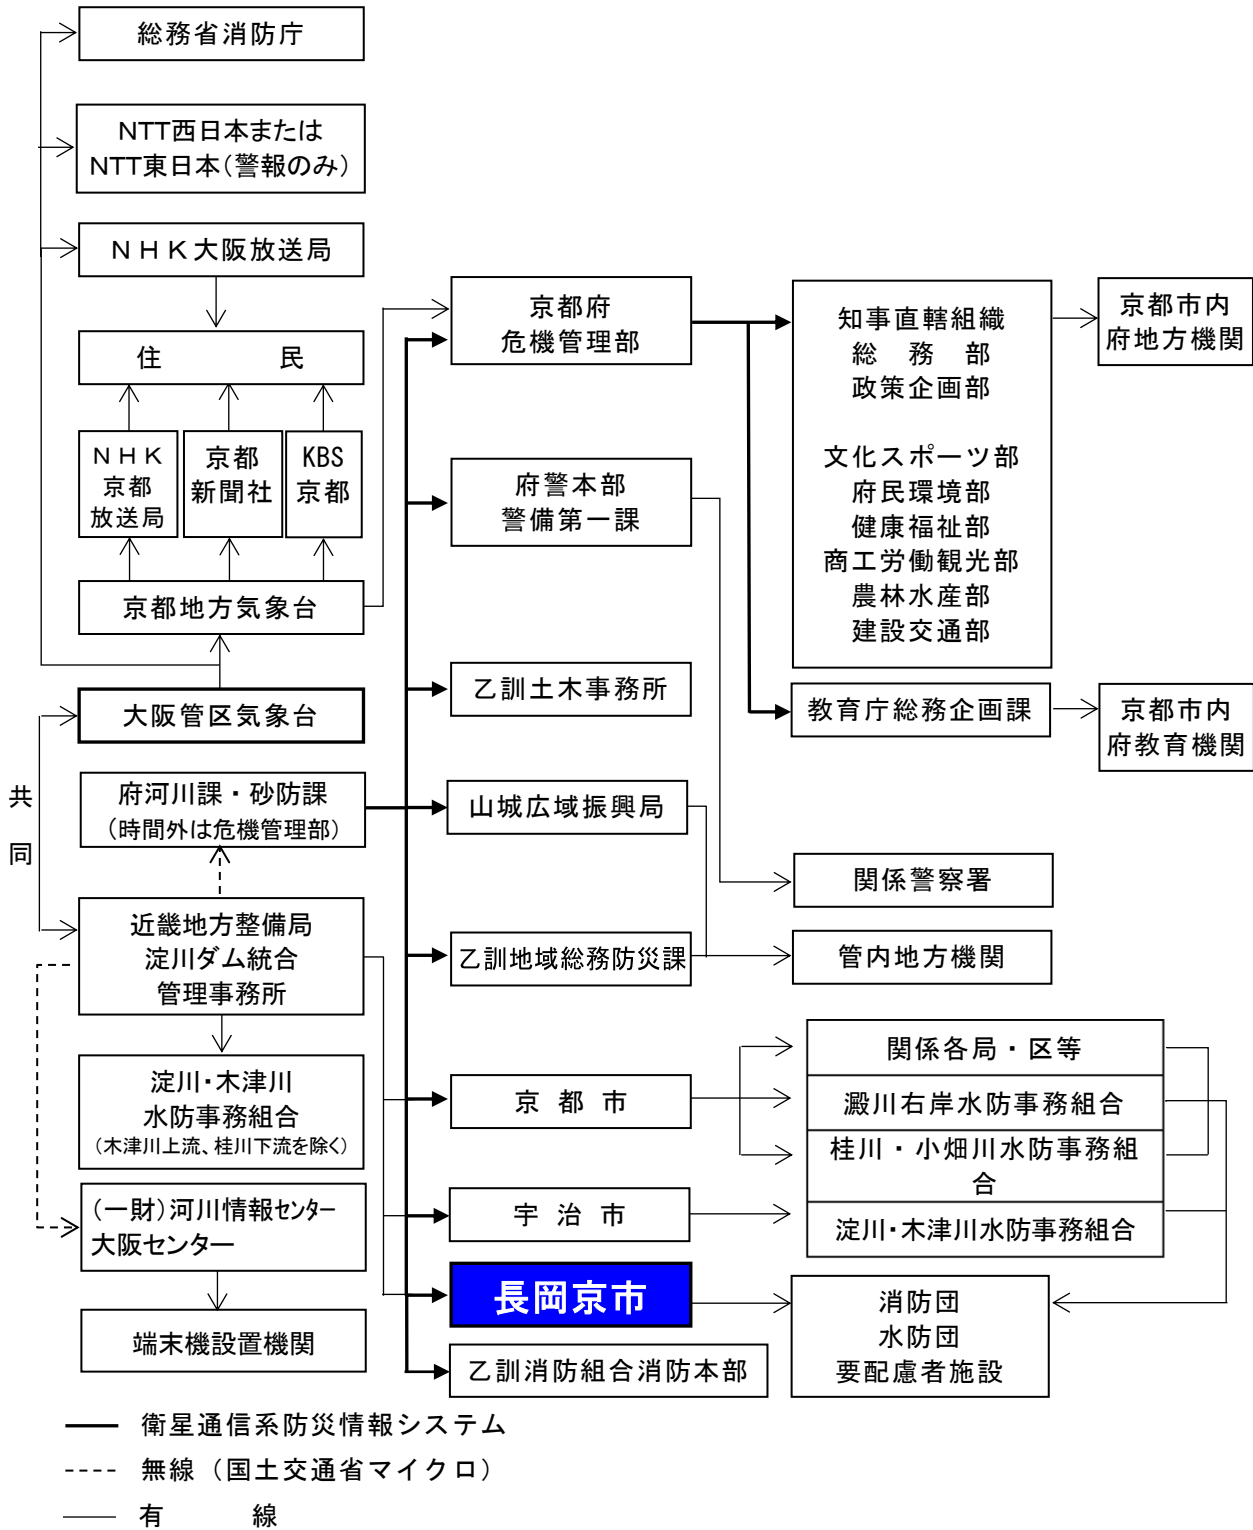 総務省消防庁
NTT西日本または
NTT東日本(警報のみ)
NHK大阪放送局
住　民
NHK
京都
放送局
京都
新聞社
KBS
京都
京都地方気象台
大阪管区気象台
共
同
府河川課・砂防課
(時間外は危機管理部)
近畿地方整備局
淀川ダム統合
管理事務所
淀川・木津川
水防事務組合
(木津川上流、桂川下流を除く)
(一財)河川情報センター
大阪センター
端末機設置機関
京都府
危機管理部
府警本部
警備第一課
乙訓土木事務所
山城広域振興局
乙訓地域総務防災課
京都市
宇治市
長岡京市
乙訓消防組合消防本部
知事直轄組織
総　務　部
政策企画部
文化スポーツ部
府民環境部
健康福祉部
商工労働観光部
農林水産部
建設交通部
教育庁総務企画課
京都市内
府地方機関
京都市内
府教育機関
関係警察署
管内地方機関
関係各局・区等
澱川右岸水防事務組合
桂川・小畑川水防事務組
合
淀川・木津川水防事務組合
消防団
水防団
要配慮者施設
衛星通信系防災情報システム
無線(国土交通省マイクロ)
有　線